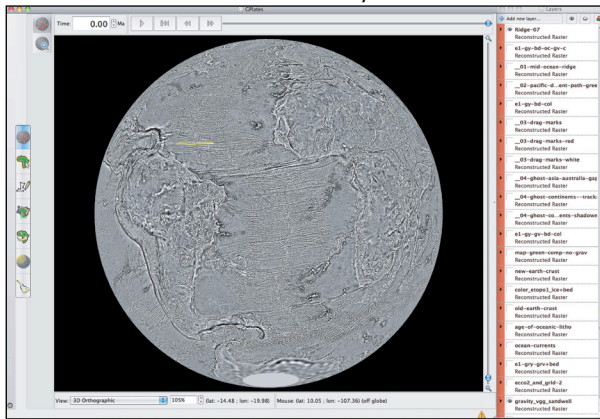 GPlates
Layers
Time: 0.00 Ma
Add new layer...
Ridge-07
Reconstructed Raster
e1-gy-bd-oc-gv-c
Reconstructed Raster
__01-mid-ocean-ridge
Reconstructed Raster
__02-pacific-d...ent-path-gree
Reconstructed Raster
e1-gy-bd-col
Reconstructed Raster
__03-drag-marks
Reconstructed Raster
__03-drag-marks-red
Reconstructed Raster
__03-drag-marks-white
Reconstructed Raster
__04-ghost-asia-australia-gap
Reconstructed Raster
__04-ghost-continents--track:
Reconstructed Raster
__04-ghost-co...ents-shadowe
Reconstructed Raster
e1-gy-gv-bd-col
Reconstructed Raster
map-green-comp-no-grav
Reconstructed Raster
new-earth-crust
Reconstructed Raster
color_etopo1_ice+bed
Reconstructed Raster
old-earth-crust
Reconstructed Raster
age-of-oceanic-litho
Reconstructed Raster
ocean-currents
Reconstructed Raster
e1-gry-grv+bed
Reconstructed Raster
ecco2_and_grid-2
Reconstructed Raster
gravity_vgg_sandwell
Reconstructed Raster
View: 3D Orthographic 105% (lat: -14.48 ; lon: -19.98) Mouse: (lat: 10.05 ; lon: -107.36) (off globe)